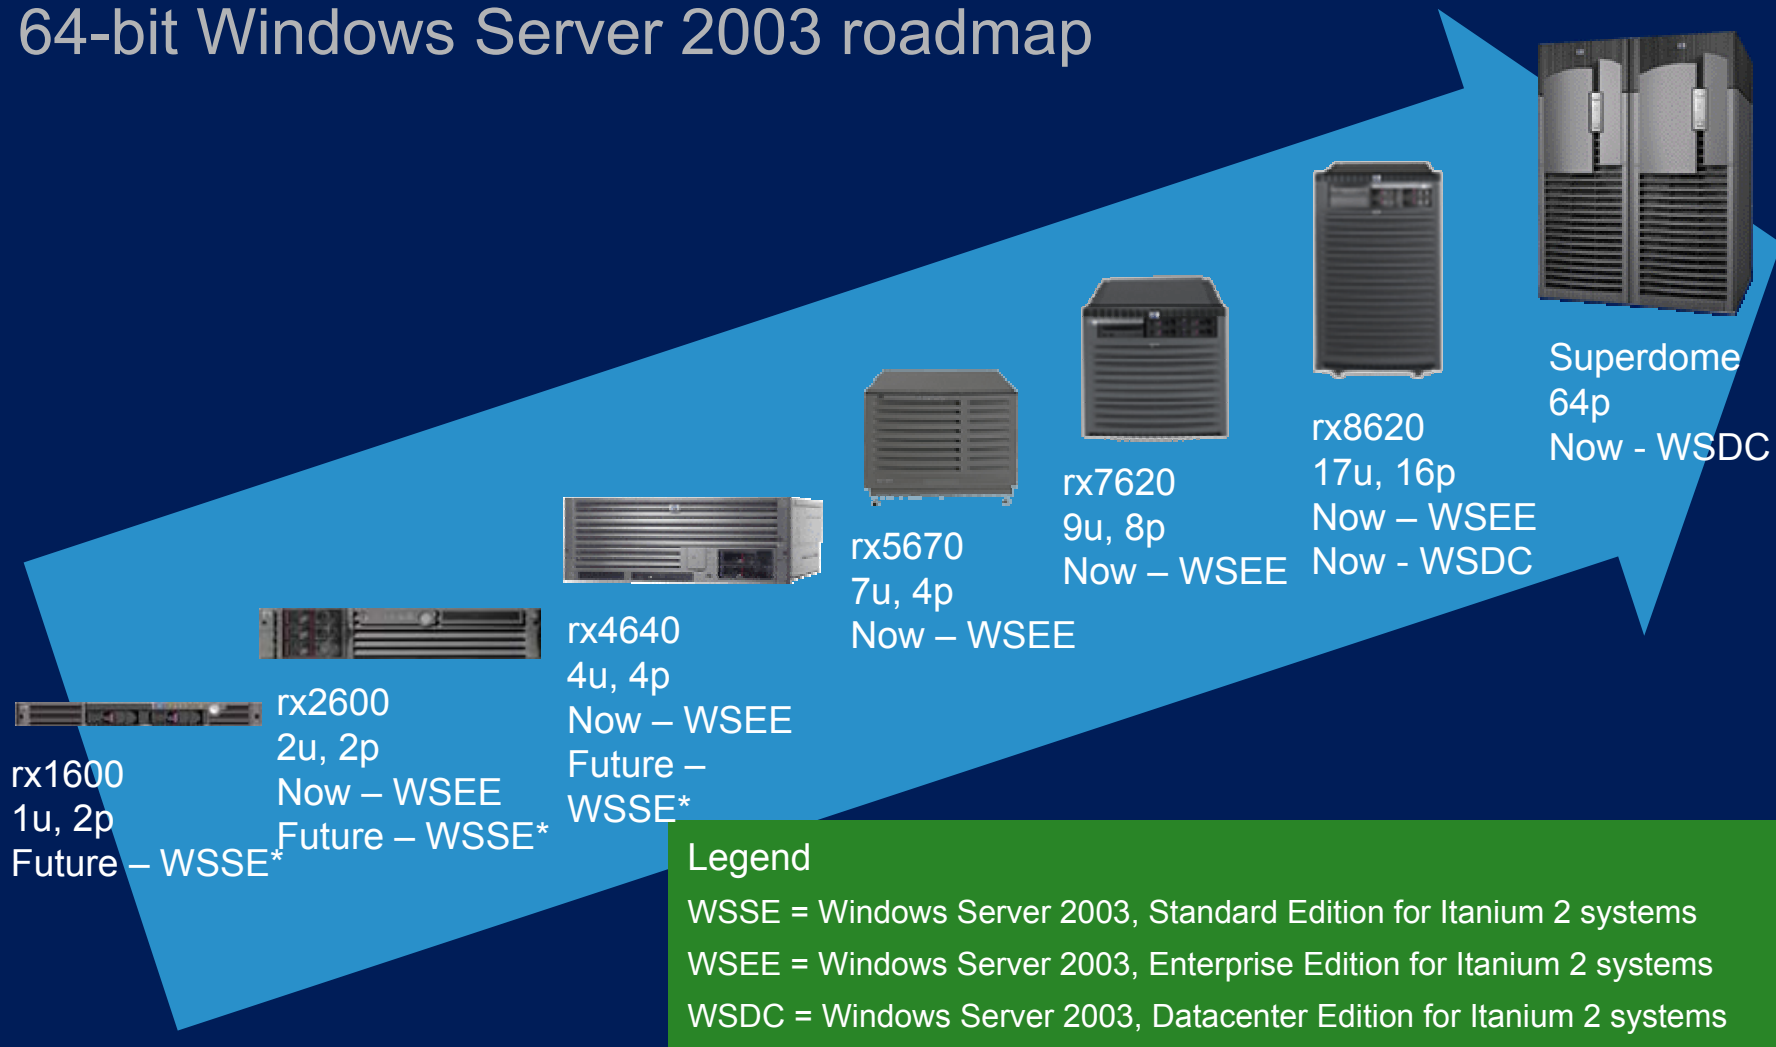 64-bit Windows Server 2003 roadmap
rx1600
1u, 2p
Future – WSSE*
rx2600
2u, 2p
Now – WSEE
Future – WSSE*
rx4640
4u, 4p
Now – WSEE
Future –
WSSE*
rx5670
7u, 4p
Now – WSEE
rx7620
9u, 8p
Now – WSEE
rx8620
17u, 16p
Now – WSEE
Now - WSDC
Superdome
64p
Now - WSDC
Legend
WSSE = Windows Server 2003, Standard Edition for Itanium 2 systems
WSEE = Windows Server 2003, Enterprise Edition for Itanium 2 systems
WSDC = Windows Server 2003, Datacenter Edition for Itanium 2 systems